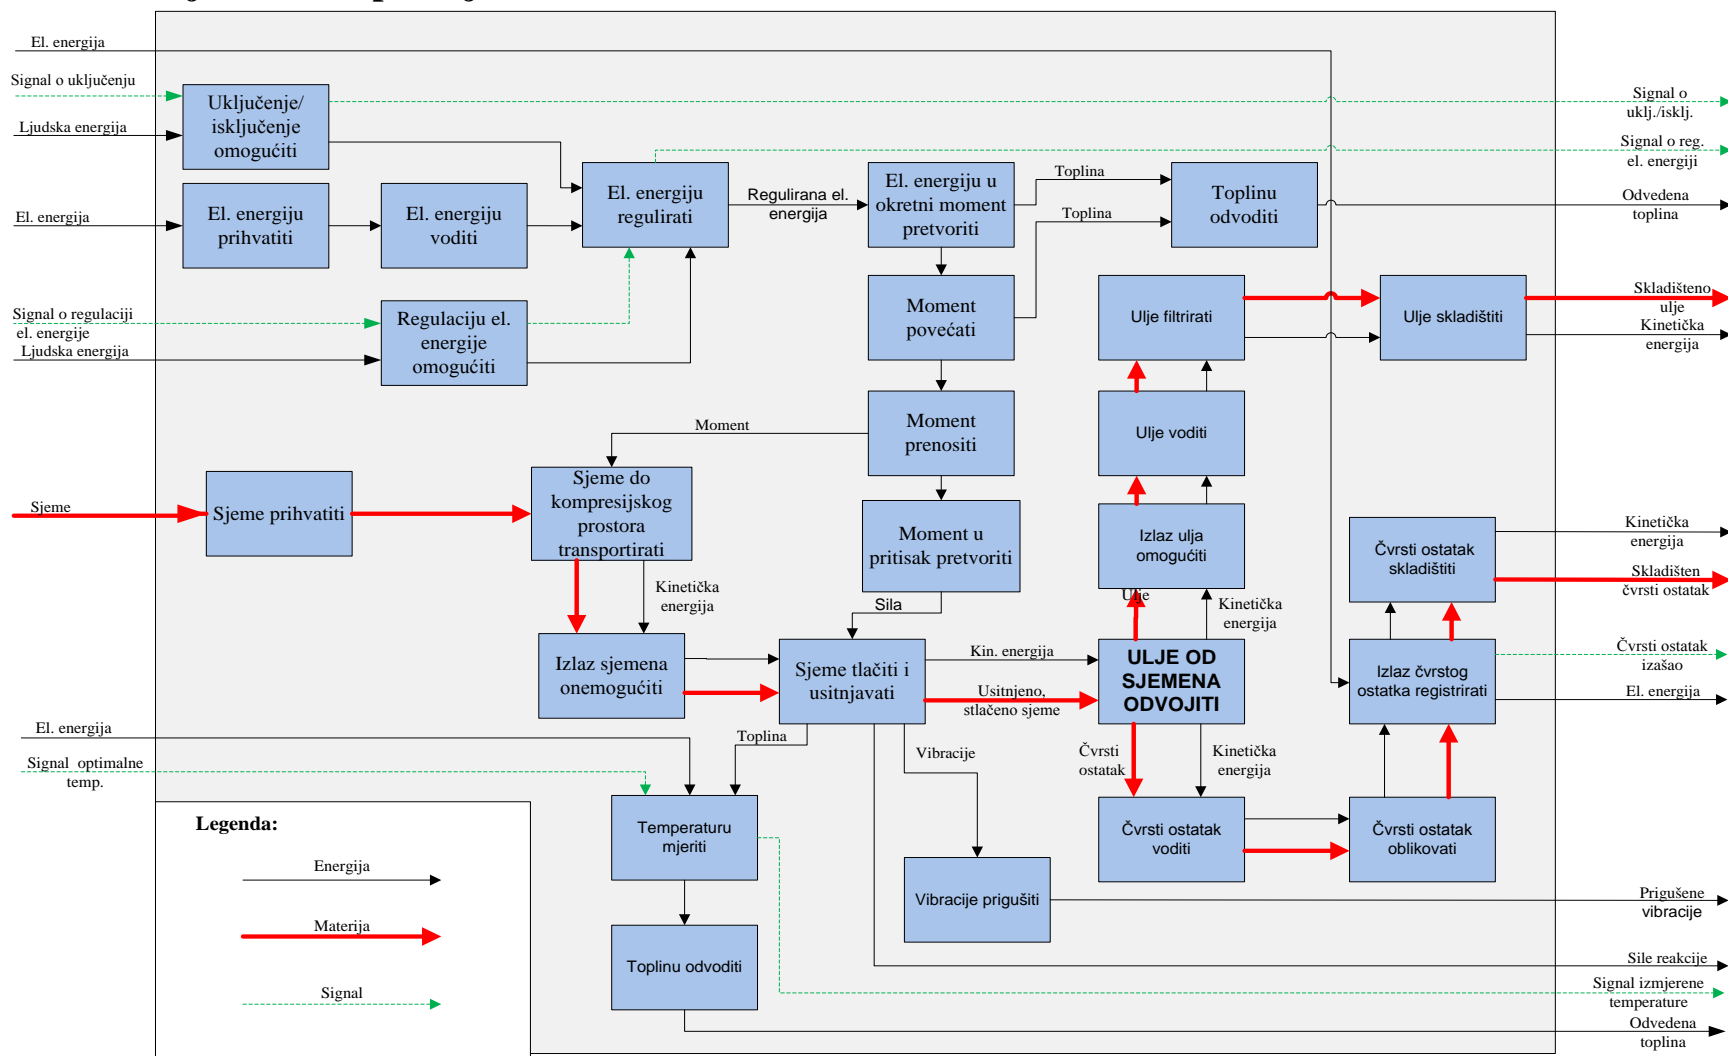 El. energija
Signal o uključenju
Ljudska energija
Uključenje/
isključenje
omogućiti
Signal o
uklj./isklj.
Signal o reg.
el. energiji
El. energija
El. energiju
prihvatiti
El. energiju
voditi
El. energiju
regulirati
Regulirana el.
energija
El. energiju u
okretni moment
pretvoriti
Toplina
Toplina
Toplinu
odvoditi
Odvedena
toplina
Signal o regulaciji
el. energije
Ljudska energija
Regulaciju el.
energije
omogućiti
Moment
povećati
Ulje filtrirati
Ulje skladištiti
Skladišteno
ulje
Kinetička
energija
Moment
Moment
prenositi
Ulje voditi
Sjeme
Sjeme prihvatiti
Sjeme do
kompresijskog
prostora
transportirati
Moment u
pritisak pretvoriti
Izlaz ulja
omogućiti
Čvrsti ostatak
skladištiti
Kinetička
energija
Skladišten
čvrsti ostatak
Kinetička
energija
Sila
Ulje
Kinetička
energija
Izlaz sjemena
onemogućiti
Sjeme tlačiti i
usitnjavati
Kin. energija
Usitnjeno,
stlačeno sjeme
ULJE OD
SJEMENA
ODVOJITI
Izlaz čvrstog
ostatka registrirati
Čvrsti ostatak
izašao
El. energija
El. energija
Signal optimalne
temp.
Toplina
Vibracije
Čvrsti
ostatak
Kinetička
energija
Temperaturu
mjeriti
Čvrsti ostatak
voditi
Čvrsti ostatak
oblikovati
Vibracije prigušiti
Prigušene
vibracije
Toplinu odvoditi
Sile reakcije
Signal izmjerene
temperature
Odvedena
toplina
Legenda:
Energija
Materija
Signal